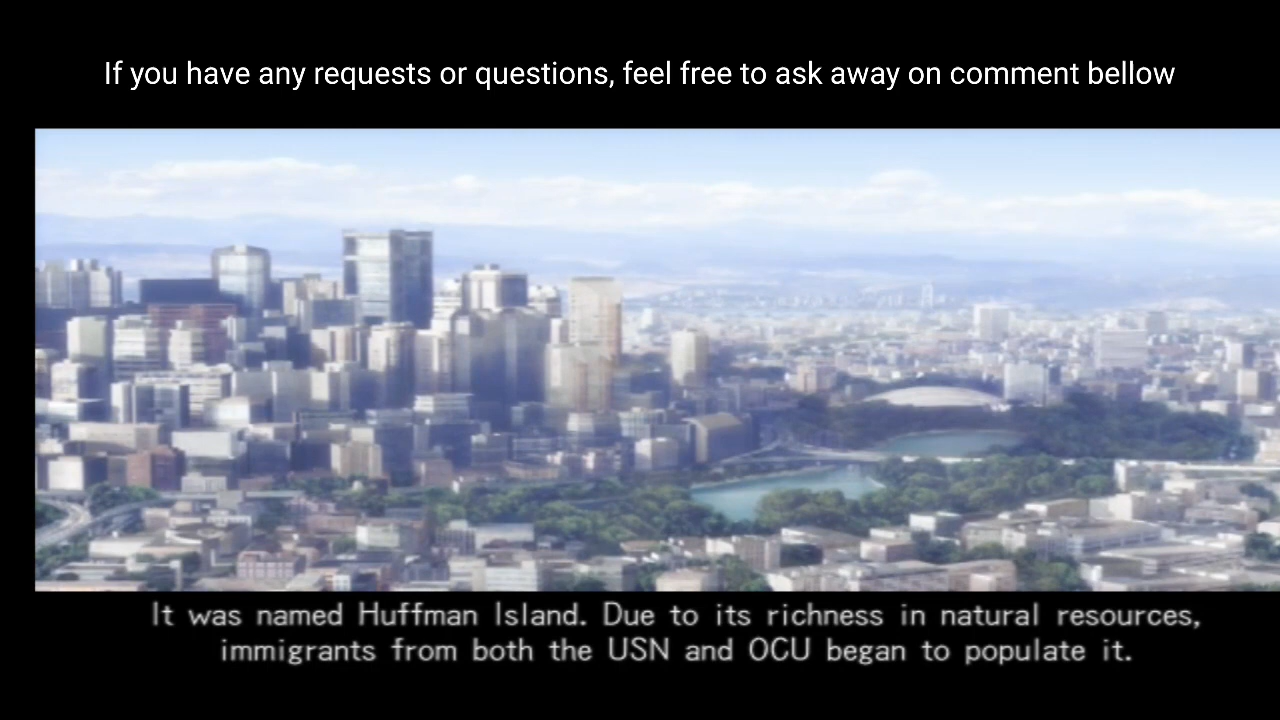 If you have any requests or questions, feel free to ask away on comment bellow
It was named Huffman Island. Due to its richness in natural resources,
immigrants from both the USN and OCU began to populate it.